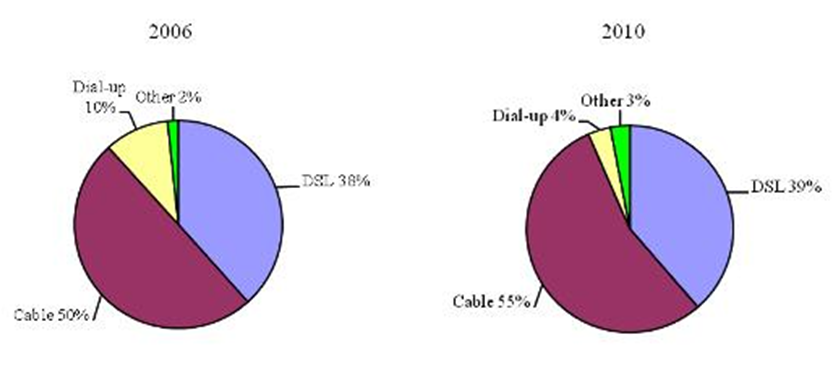 2006
Dial-up
10%
Other 2%
DSL 38%
Cable 50%
2010
Other 3%
Dial-up 4%
DSL 39%
Cable 55%